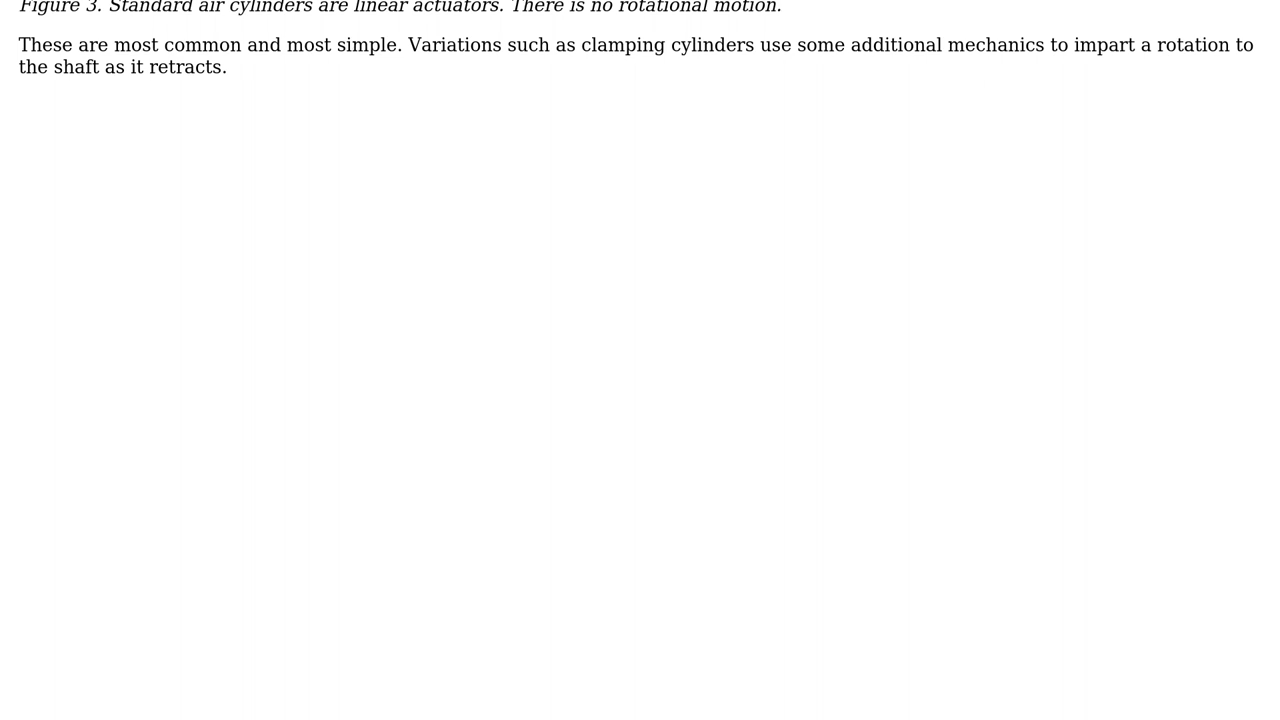 Figure 3. Standard air cylinders are linear actuators. There is no rotational motion.
These are most common and most simple. Variations such as clamping cylinders use some additional mechanics to impart a rotation to
the shaft as it retracts.